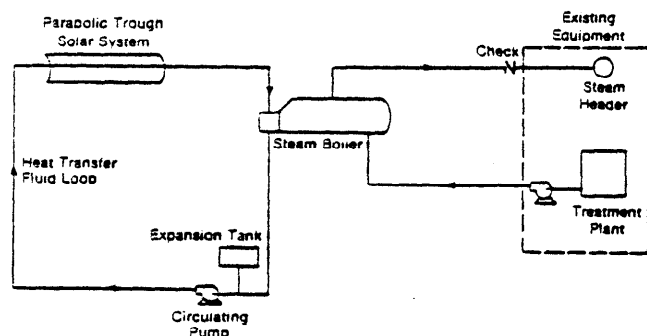 Parabolic Trough
Solar System
Existing
Equipment
Check
Steam
Header
Steam Boiler
Heat Transfer
Fluid Loop
Expansion Tank
Treatment
Plant
Circulating
Pump